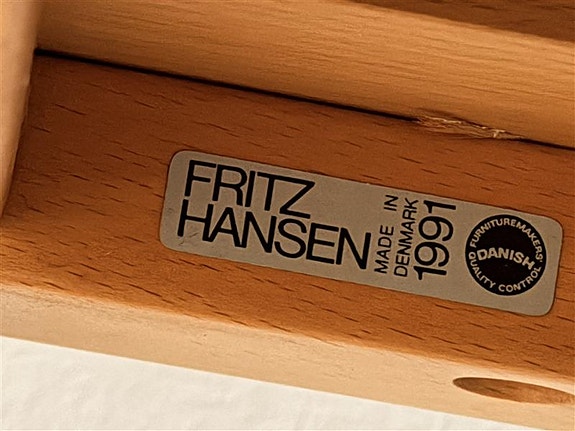 FRITZ
HANSEN
MADE IN
DENMARK
1991
FURNITUREMAKERS'
DANISH
QUALITY CONTROL